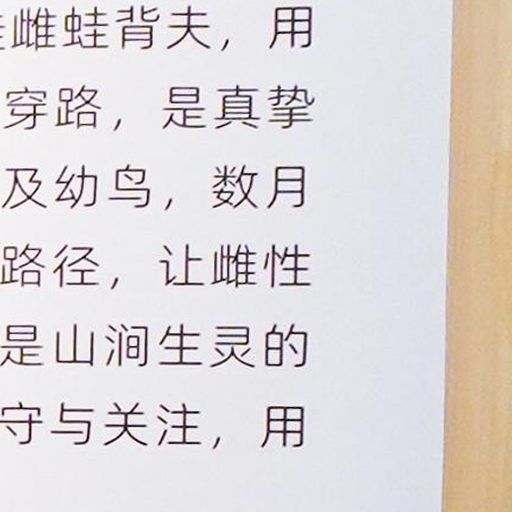 雌蛙背夫，用
穿路，是真挚
及幼鸟，数月
路径，让雌性
是山涧生灵的
守与关注，用